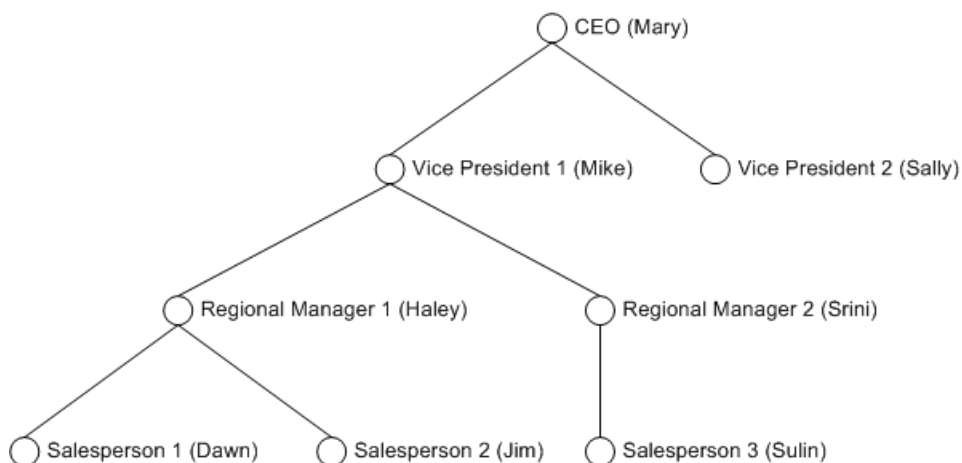 CEO (Mary)
Vice President 1 (Mike)
Vice President 2 (Sally)
Regional Manager 1 (Haley)
Regional Manager 2 (Srini)
Salesperson 1 (Dawn)
Salesperson 2 (Jim)
Salesperson 3 (Sulin)